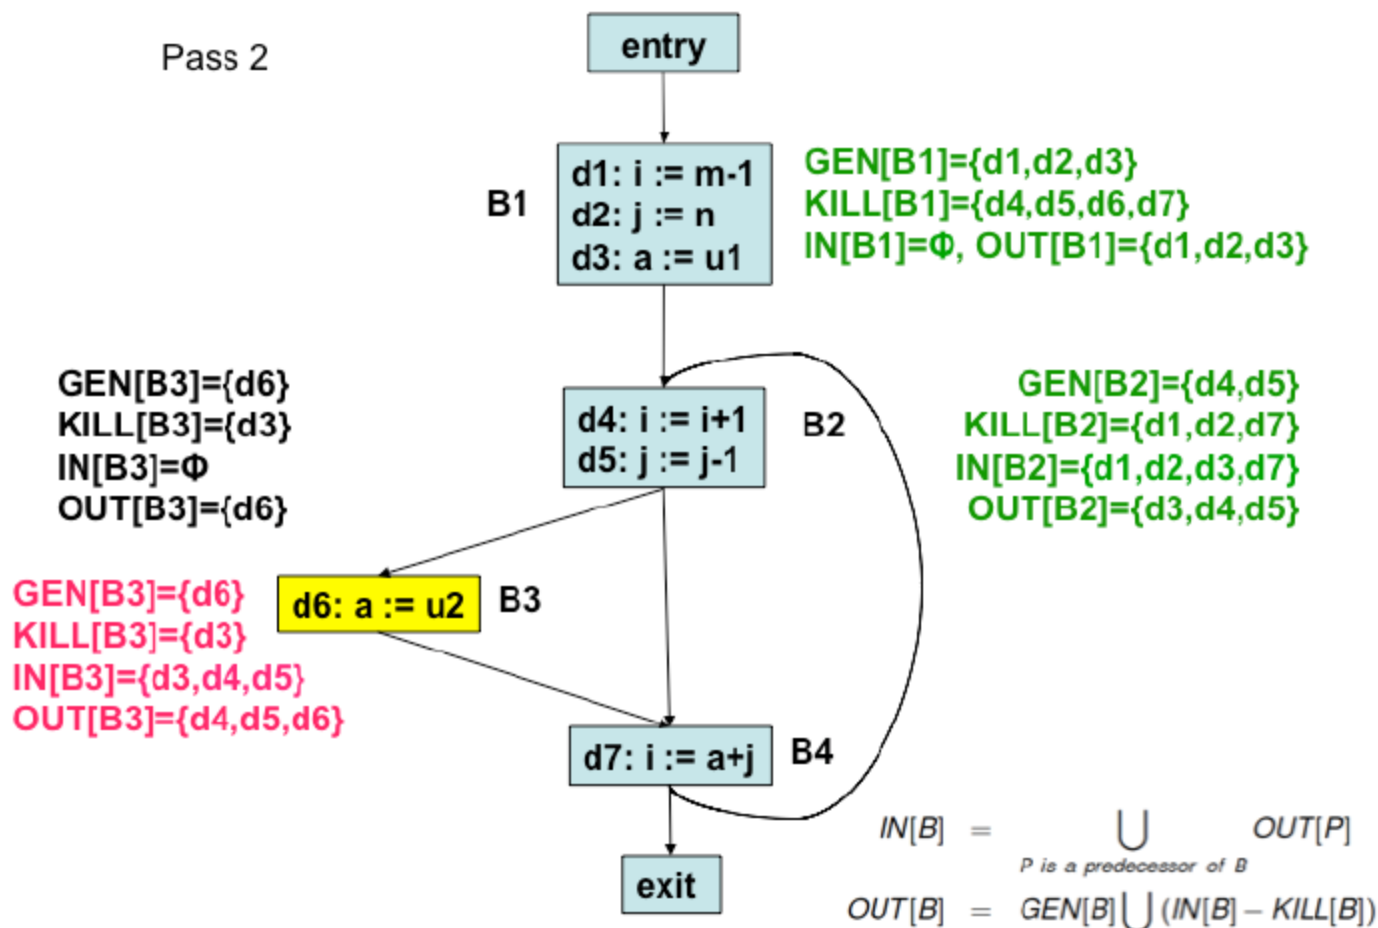 Pass 2
entry
B1
d1: i := m-1
d2: j := n
d3: a := u1
GEN[B1]={d1,d2,d3}
KILL[B1]={d4,d5,d6,d7}
IN[B1]=Φ, OUT[B1]={d1,d2,d3}
GEN[B3]={d6}
KILL[B3]={d3}
IN[B3]=Φ
OUT[B3]={d6}
d4: i := i+1
d5: j := j-1
B2
GEN[B2]={d4,d5}
KILL[B2]={d1,d2,d7}
IN[B2]={d1,d2,d3,d7}
OUT[B2]={d3,d4,d5}
GEN[B3]={d6}
KILL[B3]={d3}
IN[B3]={d3,d4,d5}
OUT[B3]={d4,d5,d6}
d6: a := u2
B3
d7: i := a+j
B4
exit
IN[B] = ⋃ OUT[P]
P is a predecessor of B
OUT[B] = GEN[B] ⋃ (IN[B] − KILL[B])